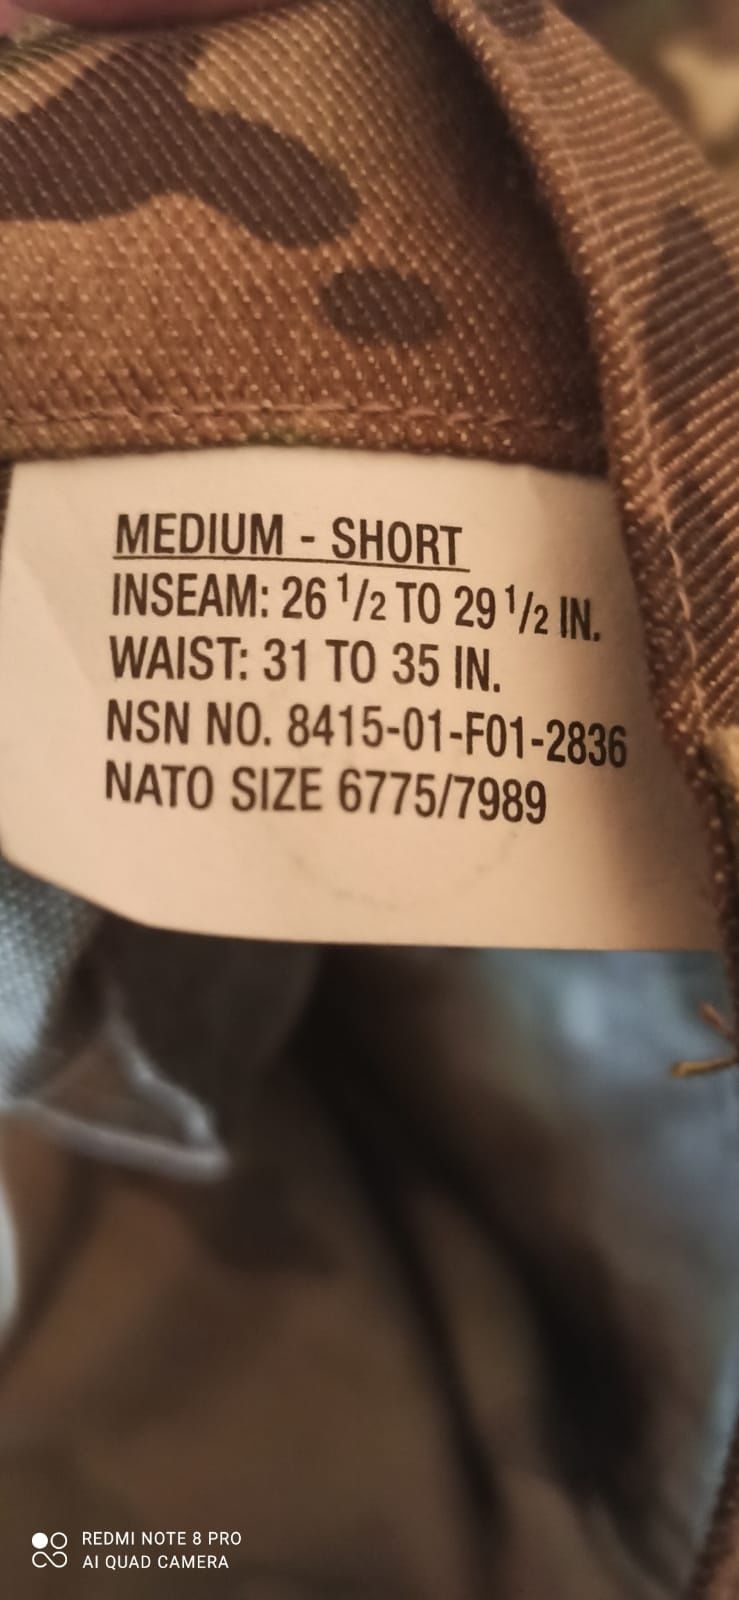 MEDIUM - SHORT
INSEAM: 26 1/2 TO 29 1/2 IN.
WAIST: 31 TO 35 IN.
NSN NO. 8415-01-F01-2836
NATO SIZE 6775/7989
REDMI NOTE 8 PRO
AI QUAD CAMERA